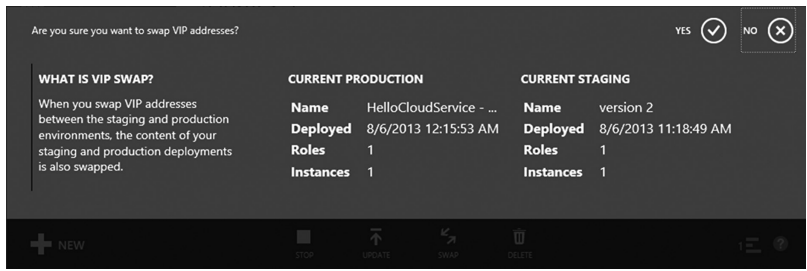 Are you sure you want to swap VIP addresses?
YES
NO
WHAT IS VIP SWAP?
When you swap VIP addresses
between the staging and production
environments, the content of your
staging and production deployments
is also swapped.
CURRENT PRODUCTION
Name HelloCloudService - ...
Deployed 8/6/2013 12:15:53 AM
Roles 1
Instances 1
CURRENT STAGING
Name version 2
Deployed 8/6/2013 11:18:49 AM
Roles 1
Instances 1
NEW
STOP
UPDATE
SWAP
DELETE
1
?